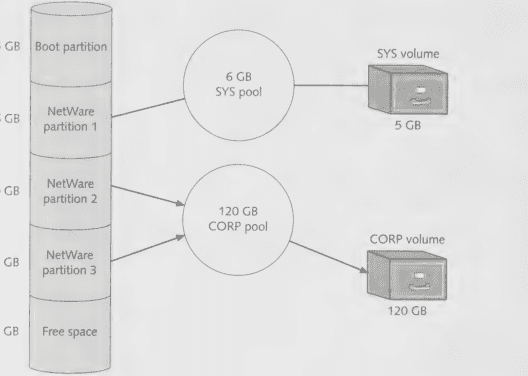 GB
Boot partition
GB
NetWare
partition 1
GB
NetWare
partition 2
GB
NetWare
partition 3
GB
Free space
6 GB
SYS pool
120 GB
CORP pool
SYS volume
5 GB
CORP volume
120 GB